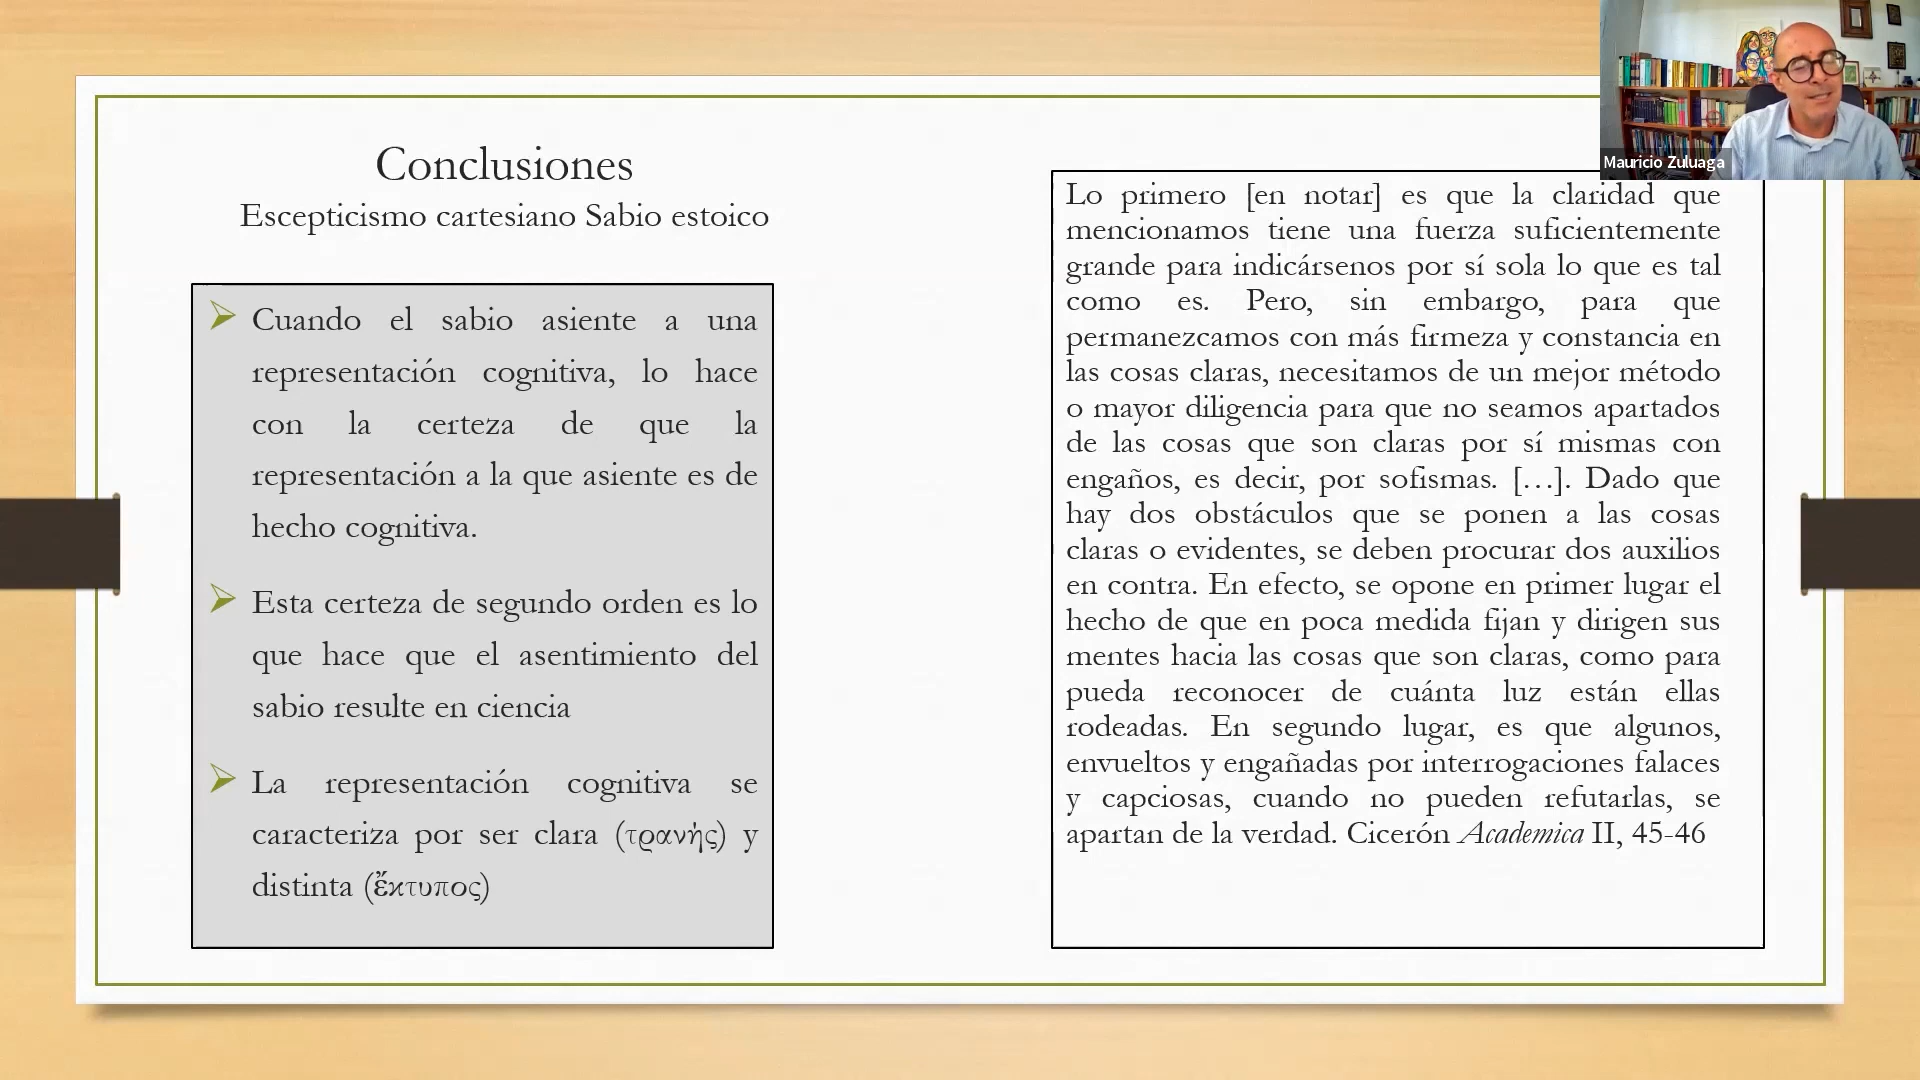 Conclusiones
Escepticismo cartesiano Sabio estoico
Cuando el sabio asiente a una
representación cognitiva, lo hace
con la certeza de que la
representación a la que asiente es de
hecho cognitiva.
Esta certeza de segundo orden es lo
que hace que el asentimiento del
sabio resulte en ciencia
La representación cognitiva se
caracteriza por ser clara (τρανής) y
distinta (ἔκτυπος)
Lo primero [en notar] es que la claridad que
mencionamos tiene una fuerza suficientemente
grande para indicársenos por sí sola lo que es tal
como es. Pero, sin embargo, para que
permanezcamos con más firmeza y constancia en
las cosas claras, necesitamos de un mejor método
o mayor diligencia para que no seamos apartados
de las cosas que son claras por sí mismas con
engaños, es decir, por sofismas. […]. Dado que
hay dos obstáculos que se ponen a las cosas
claras o evidentes, se deben procurar dos auxilios
en contra. En efecto, se opone en primer lugar el
hecho de que en poca medida fijan y dirigen sus
mentes hacia las cosas que son claras, como para
pueda reconocer de cuánta luz están ellas
rodeadas. En segundo lugar, es que algunos,
envueltos y engañadas por interrogaciones falaces
y capciosas, cuando no pueden refutarlas, se
apartan de la verdad. Cicerón Academica II, 45-46
Mauricio Zuluaga